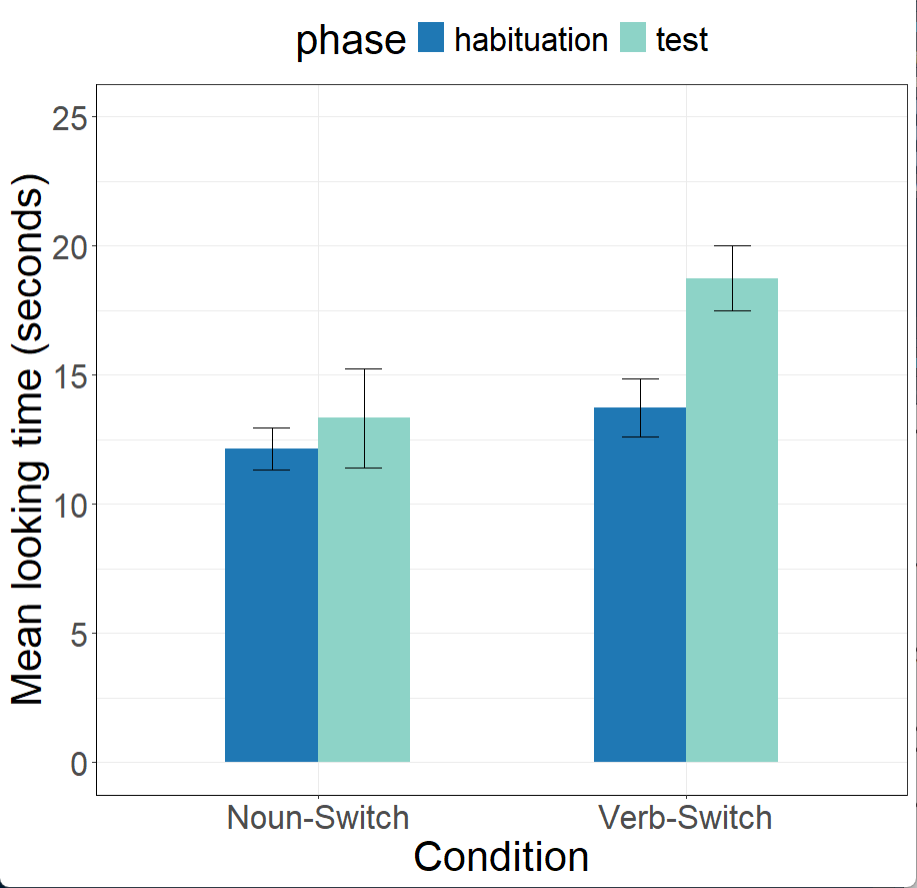 phase habituation test
Mean looking time (seconds)
25
20
15
10
5
0
Noun-Switch Verb-Switch
Condition